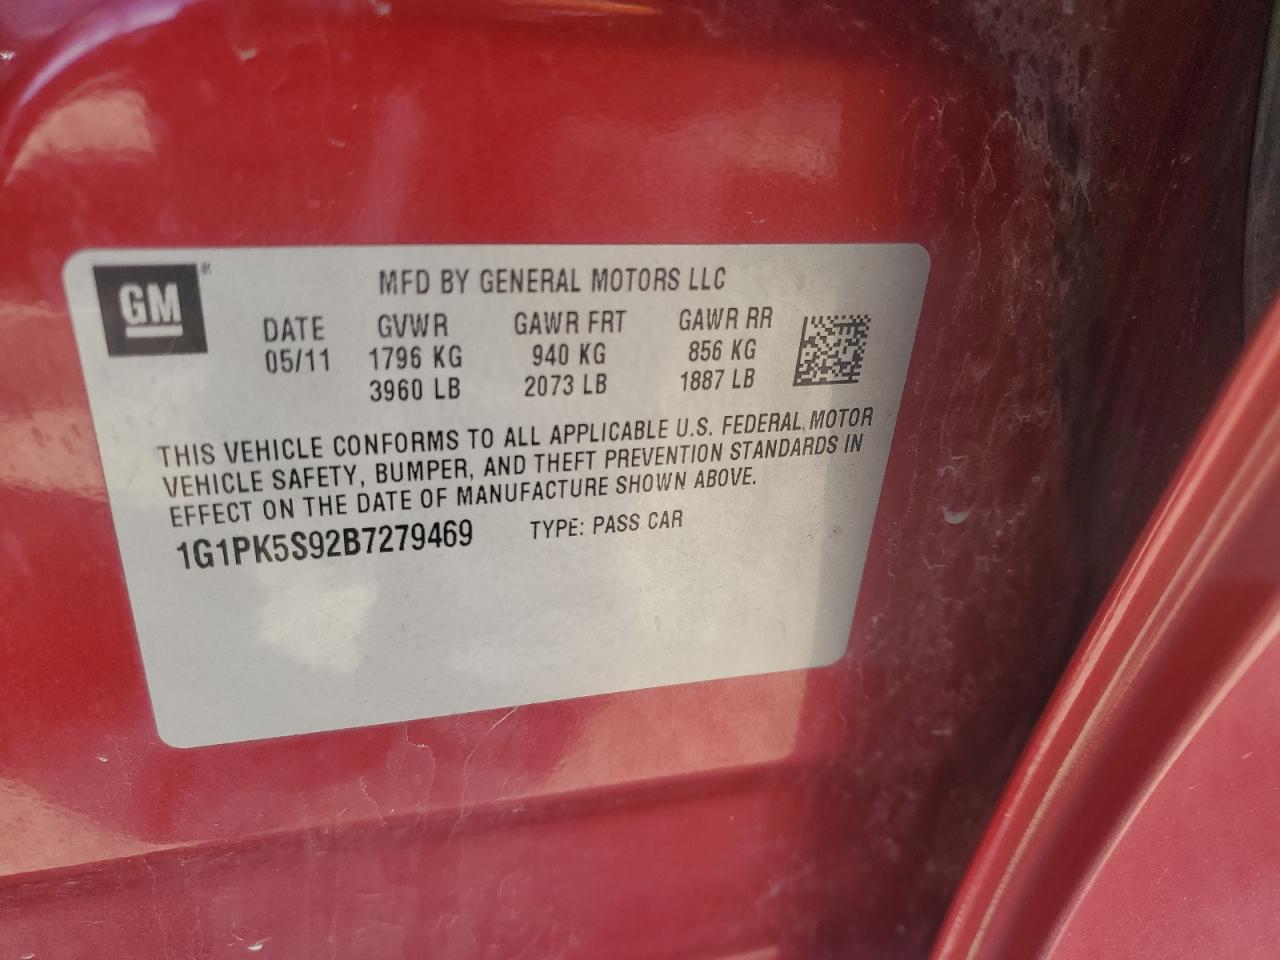 GM ®
MFD BY GENERAL MOTORS LLC
DATE GVWR GAWR FRT GAWR RR
05/11 1796 KG 940 KG 856 KG
3960 LB 2073 LB 1887 LB
THIS VEHICLE CONFORMS TO ALL APPLICABLE U.S. FEDERAL MOTOR
VEHICLE SAFETY, BUMPER, AND THEFT PREVENTION STANDARDS IN
EFFECT ON THE DATE OF MANUFACTURE SHOWN ABOVE.
1G1PK5S92B7279469 TYPE: PASS CAR